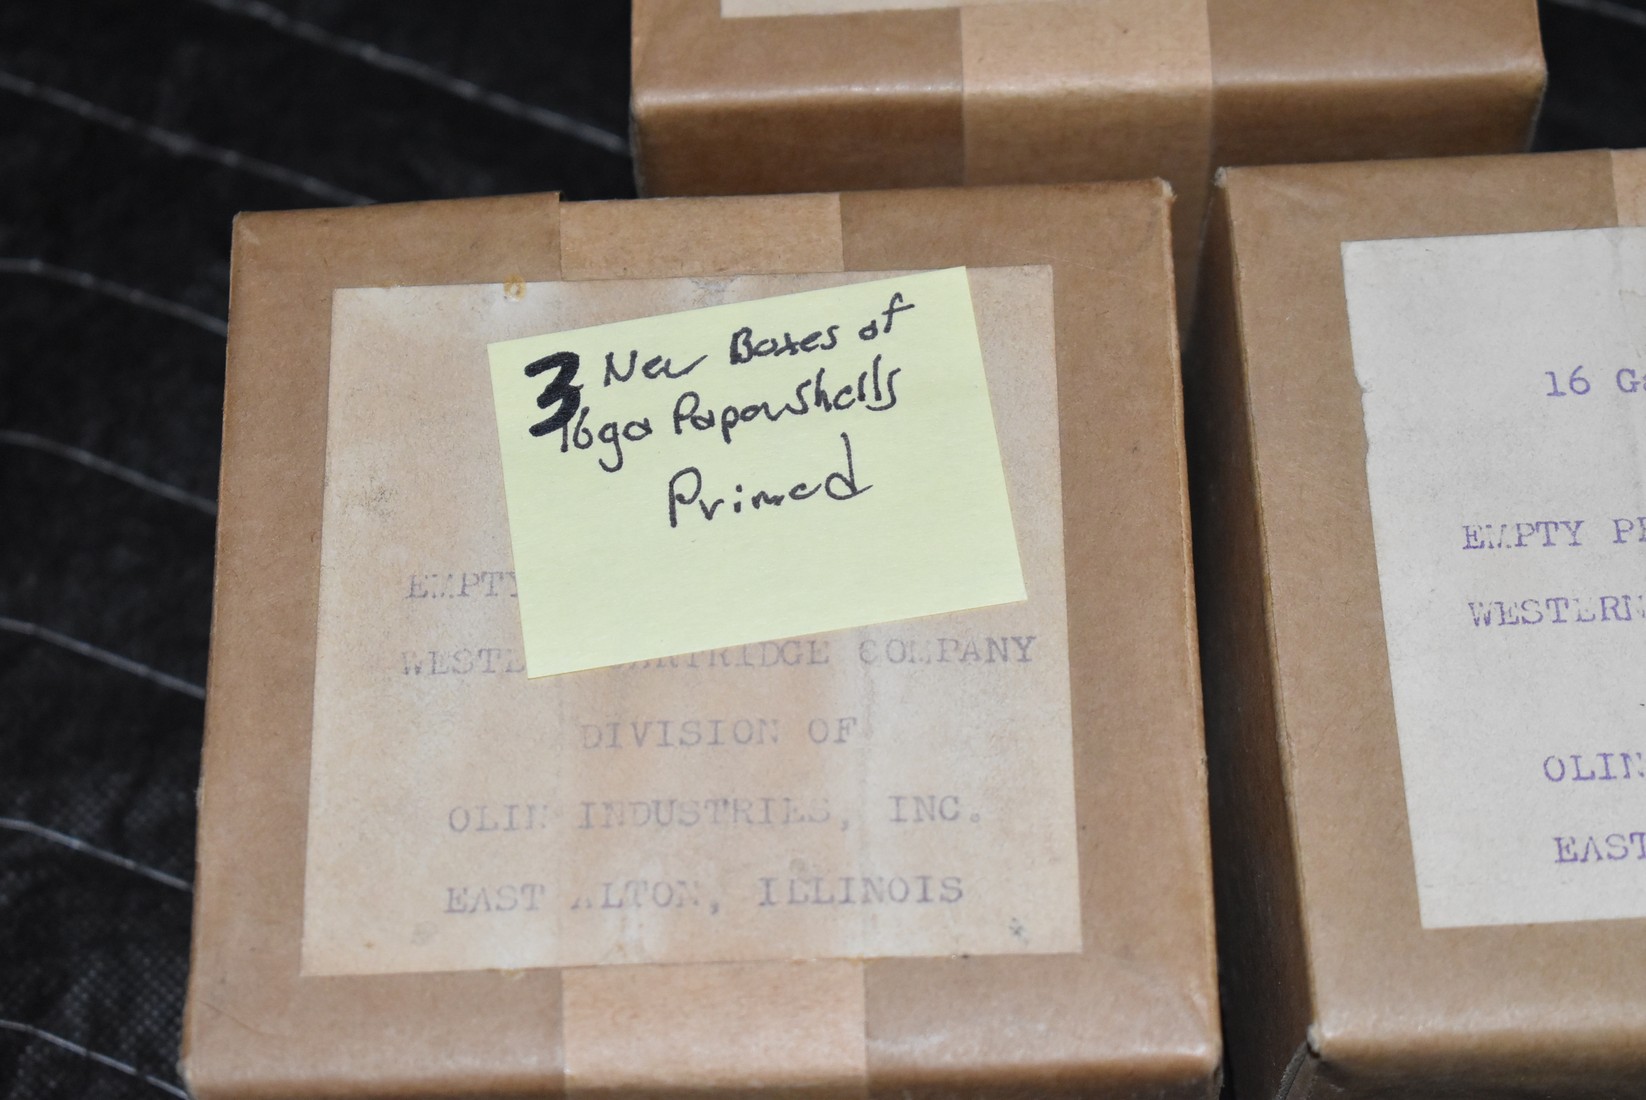 3 New Boxes of
16ga Papershells
Primed
EMPTY
WESTE CARTRIDGE COMPANY
DIVISION OF
OLIN INDUSTRIES, INC.
EAST ALTON, ILLINOIS
16 Ga
EMPTY PR
WESTERN
OLIN
EAST